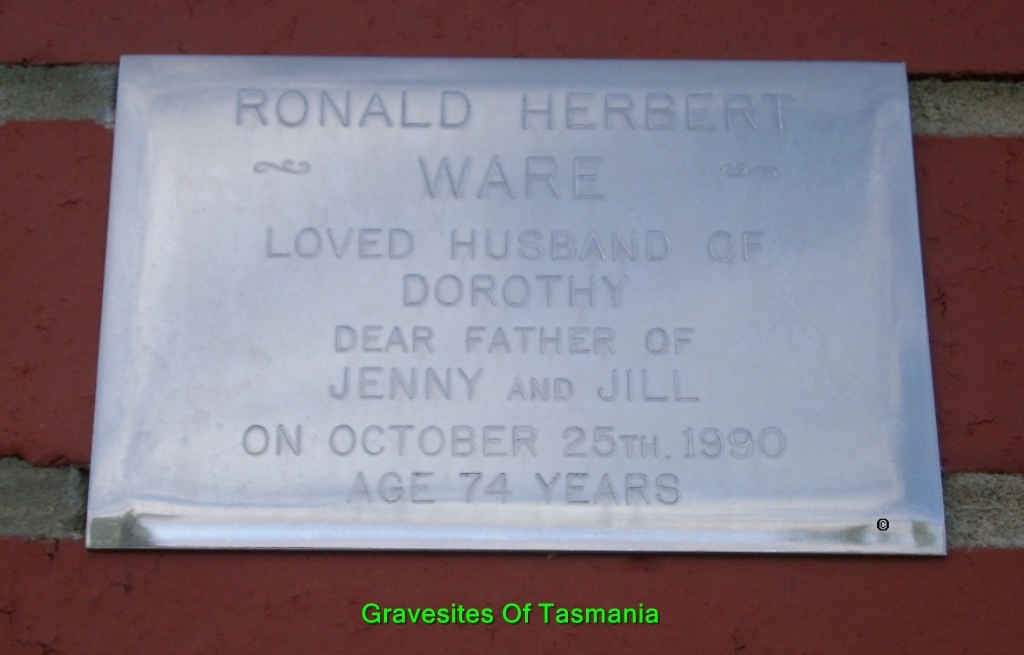 RONALD HERBERT
WARE
LOVED HUSBAND OF
DOROTHY
DEAR FATHER OF
JENNY AND JILL
ON OCTOBER 25TH. 1990
AGE 74 YEARS
©
Gravesites Of Tasmania